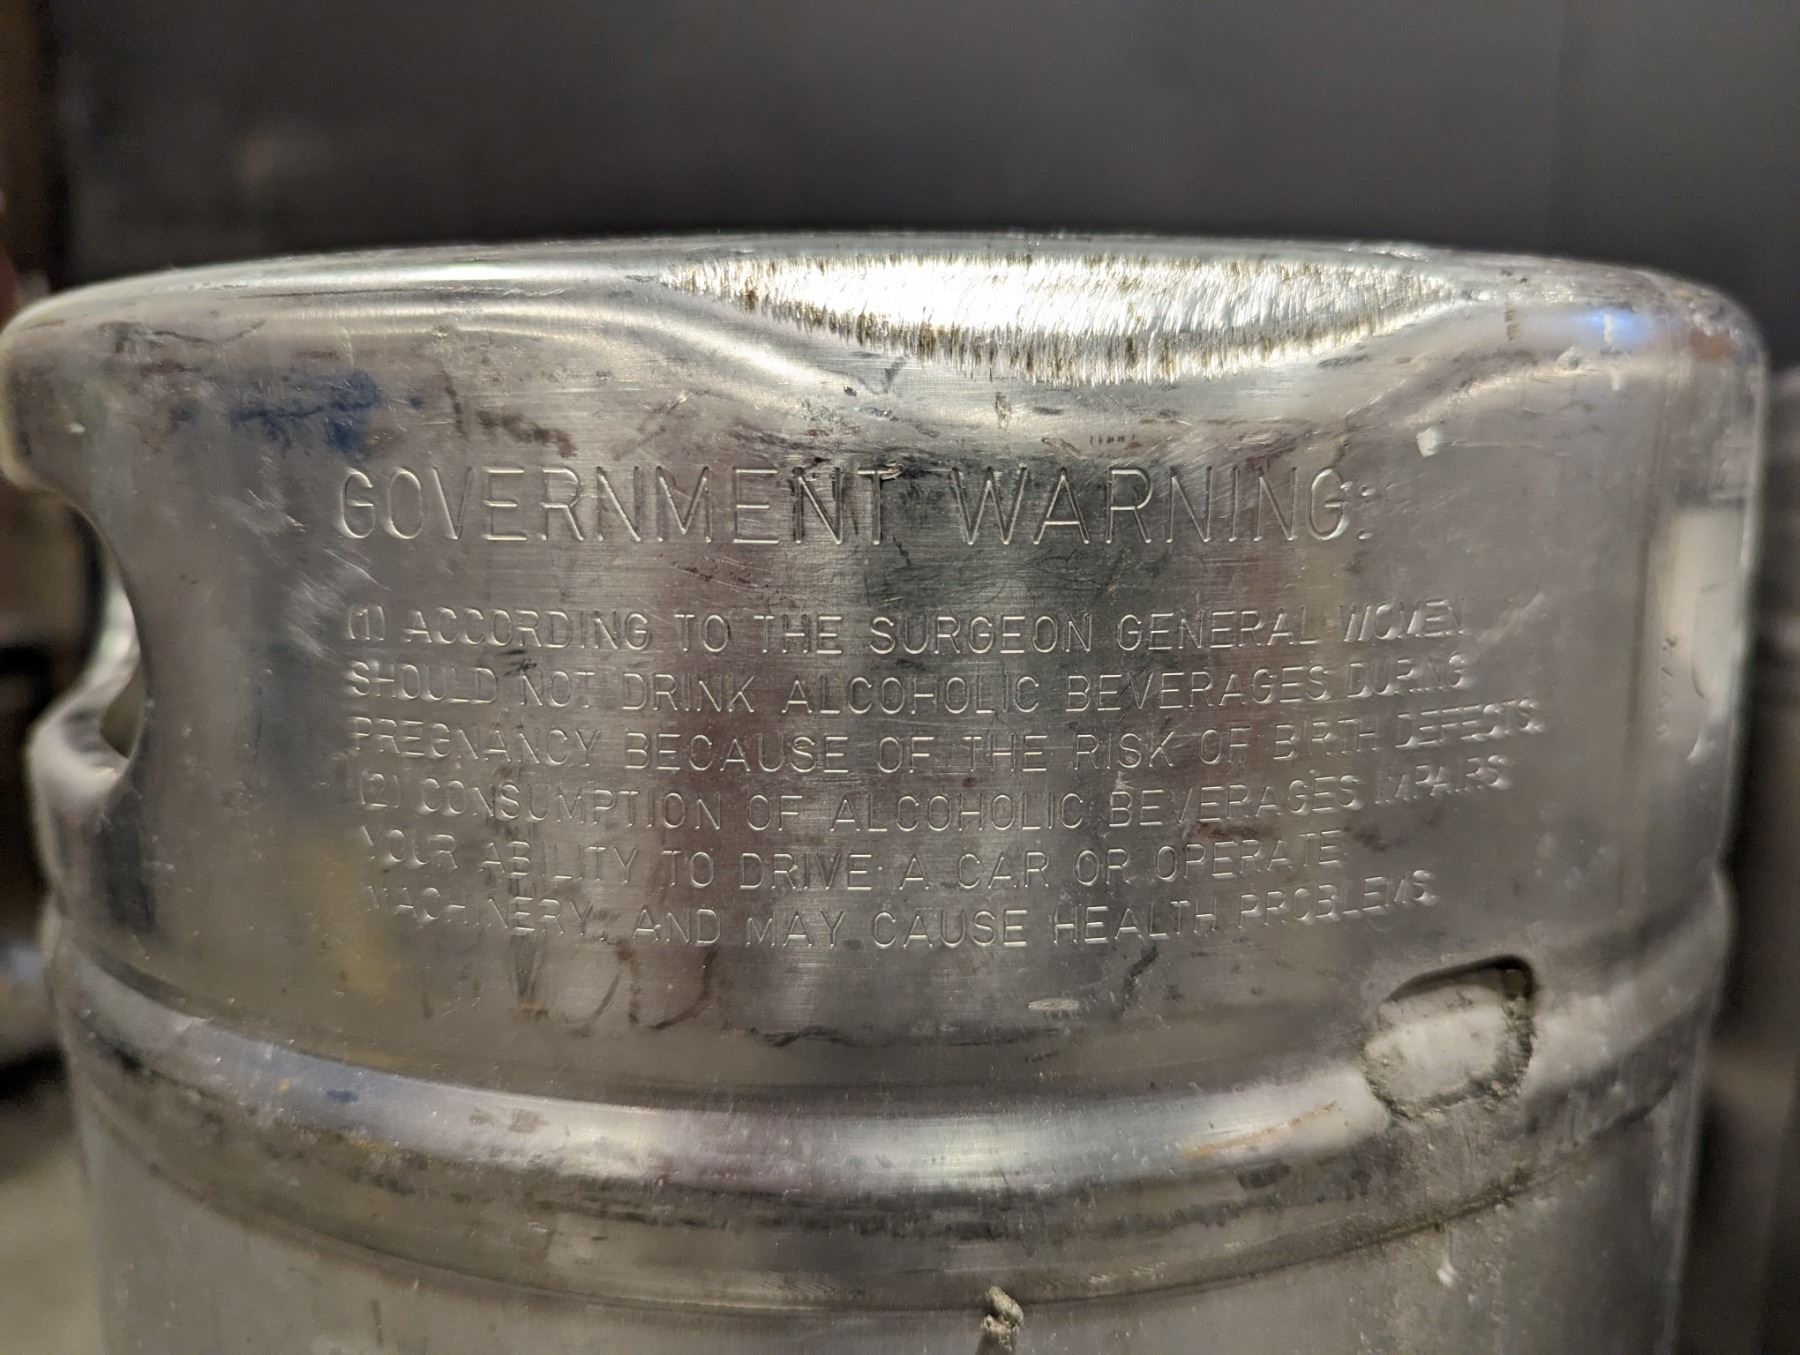 GOVERNMENT WARNING:
(1) ACCORDING TO THE SURGEON GENERAL WOMEN
SHOULD NOT DRINK ALCOHOLIC BEVERAGES DURING
PREGNANCY BECAUSE OF THE RISK OF BIRTH DEFECTS.
(2) CONSUMPTION OF ALCOHOLIC BEVERAGES IMPAIRS
YOUR ABILITY TO DRIVE A CAR OR OPERATE
MACHINERY, AND MAY CAUSE HEALTH PROBLEMS.